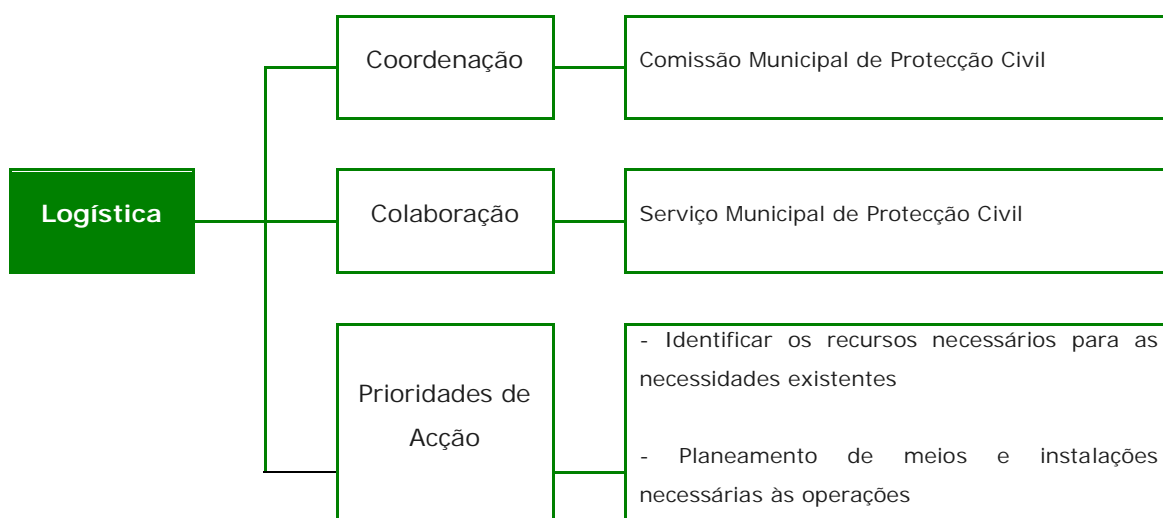 Coordenação
Comissão Municipal de Protecção Civil
Logística
Colaboração
Serviço Municipal de Protecção Civil
Prioridades de
Acção
- Identificar os recursos necessários para as
necessidades existentes
- Planeamento de meios e instalações
necessárias às operações